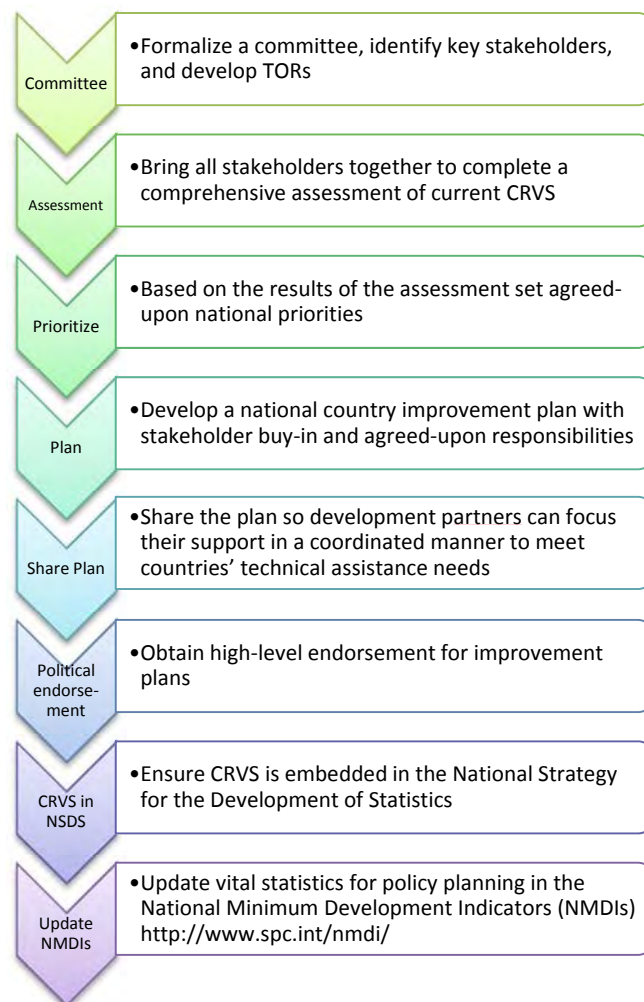 Committee
•Formalize a committee, identify key stakeholders,
and develop TORs
Assessment
•Bring all stakeholders together to complete a
comprehensive assessment of current CRVS
Prioritize
•Based on the results of the assessment set agreed-
upon national priorities
Plan
•Develop a national country improvement plan with
stakeholder buy-in and agreed-upon responsibilities
Share Plan
•Share the plan so development partners can focus
their support in a coordinated manner to meet
countries’ technical assistance needs
Political
endorse-
ment
•Obtain high-level endorsement for improvement
plans
CRVS in
NSDS
•Ensure CRVS is embedded in the National Strategy
for the Development of Statistics
Update
NMDIs
•Update vital statistics for policy planning in the
National Minimum Development Indicators (NMDIs)
http://www.spc.int/nmdi/